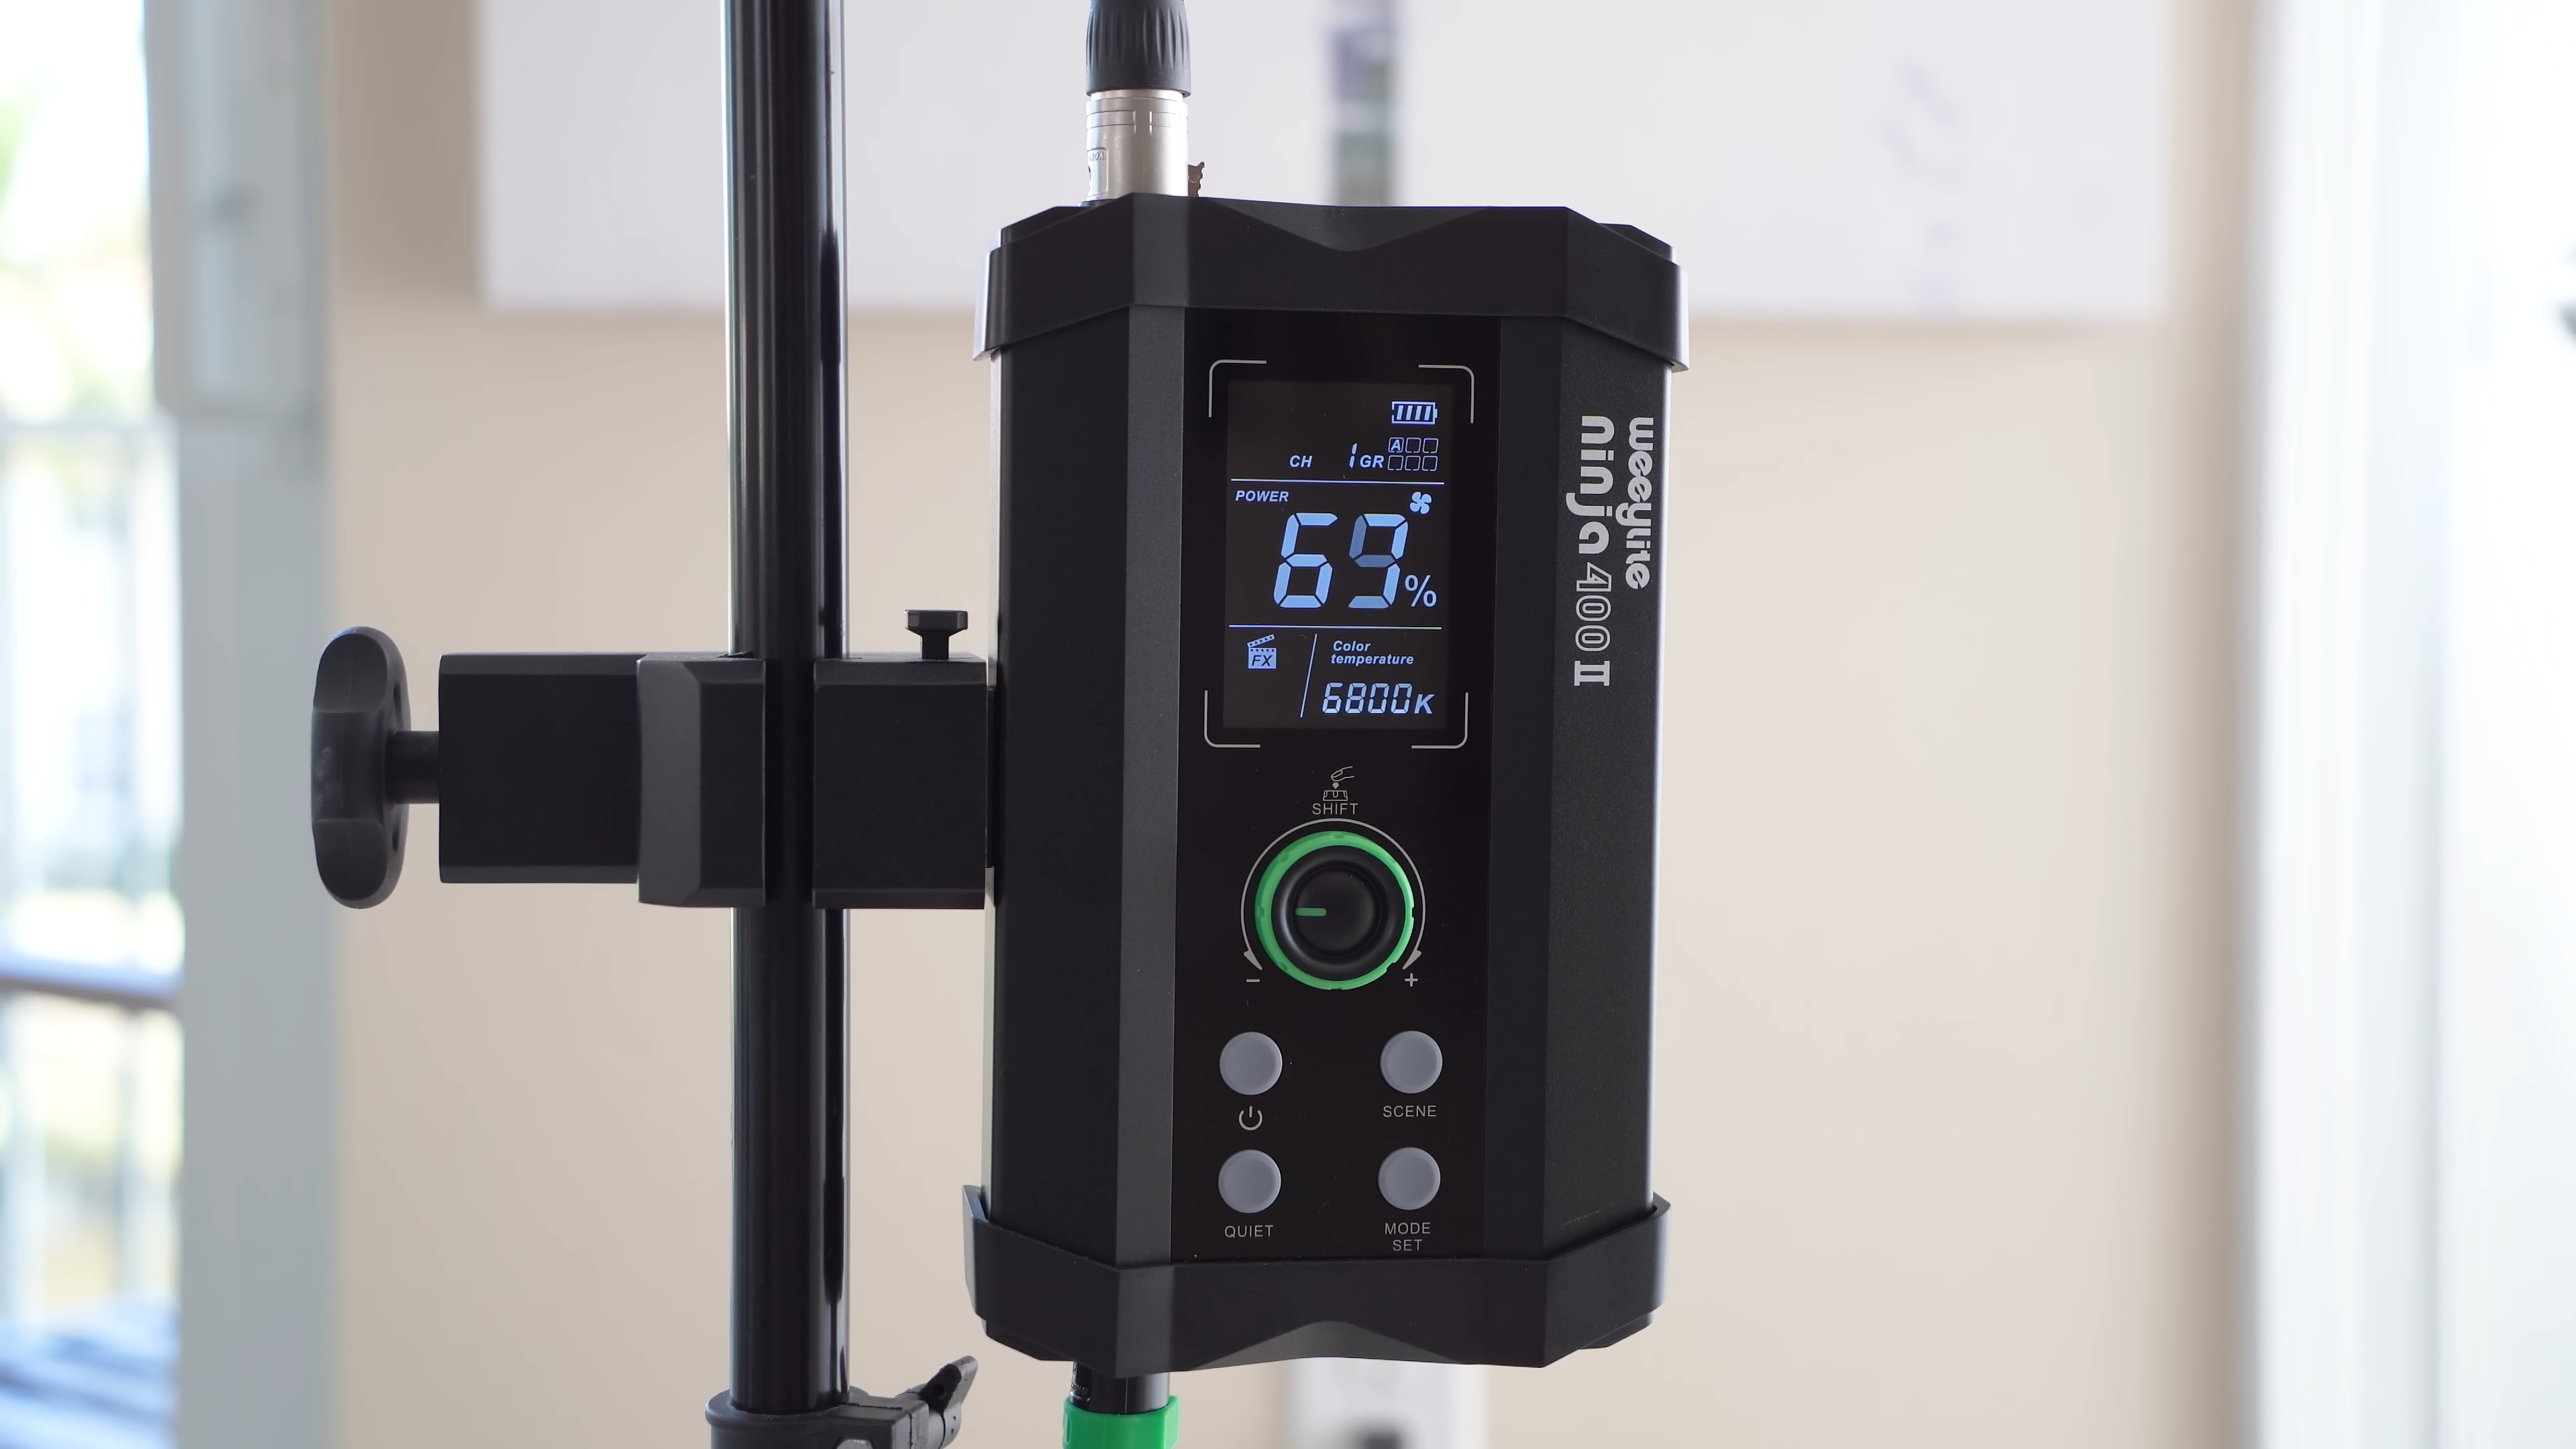 CH 1 GR A
POWER
69%
FX
Color
temperature
6800K
SHIFT
- +
SCENE
QUIET
MODE
SET
weeylite
ninja 400 II